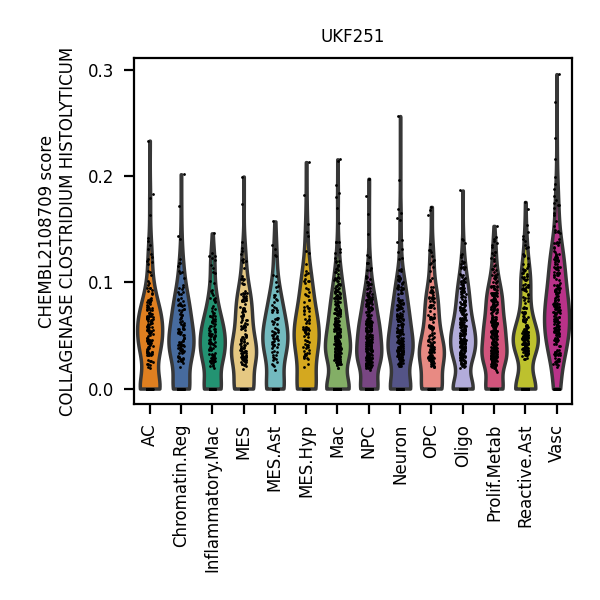 UKF251
CHEMBL2108709 score
COLLAGENASE CLOSTRIDIUM HISTOLYTICUM
0.3
0.2
0.1
0.0
AC
Chromatin.Reg
Inflammatory.Mac
MES
MES.Ast
MES.Hyp
Mac
NPC
Neuron
OPC
Oligo
Prolif.Metab
Reactive.Ast
Vasc